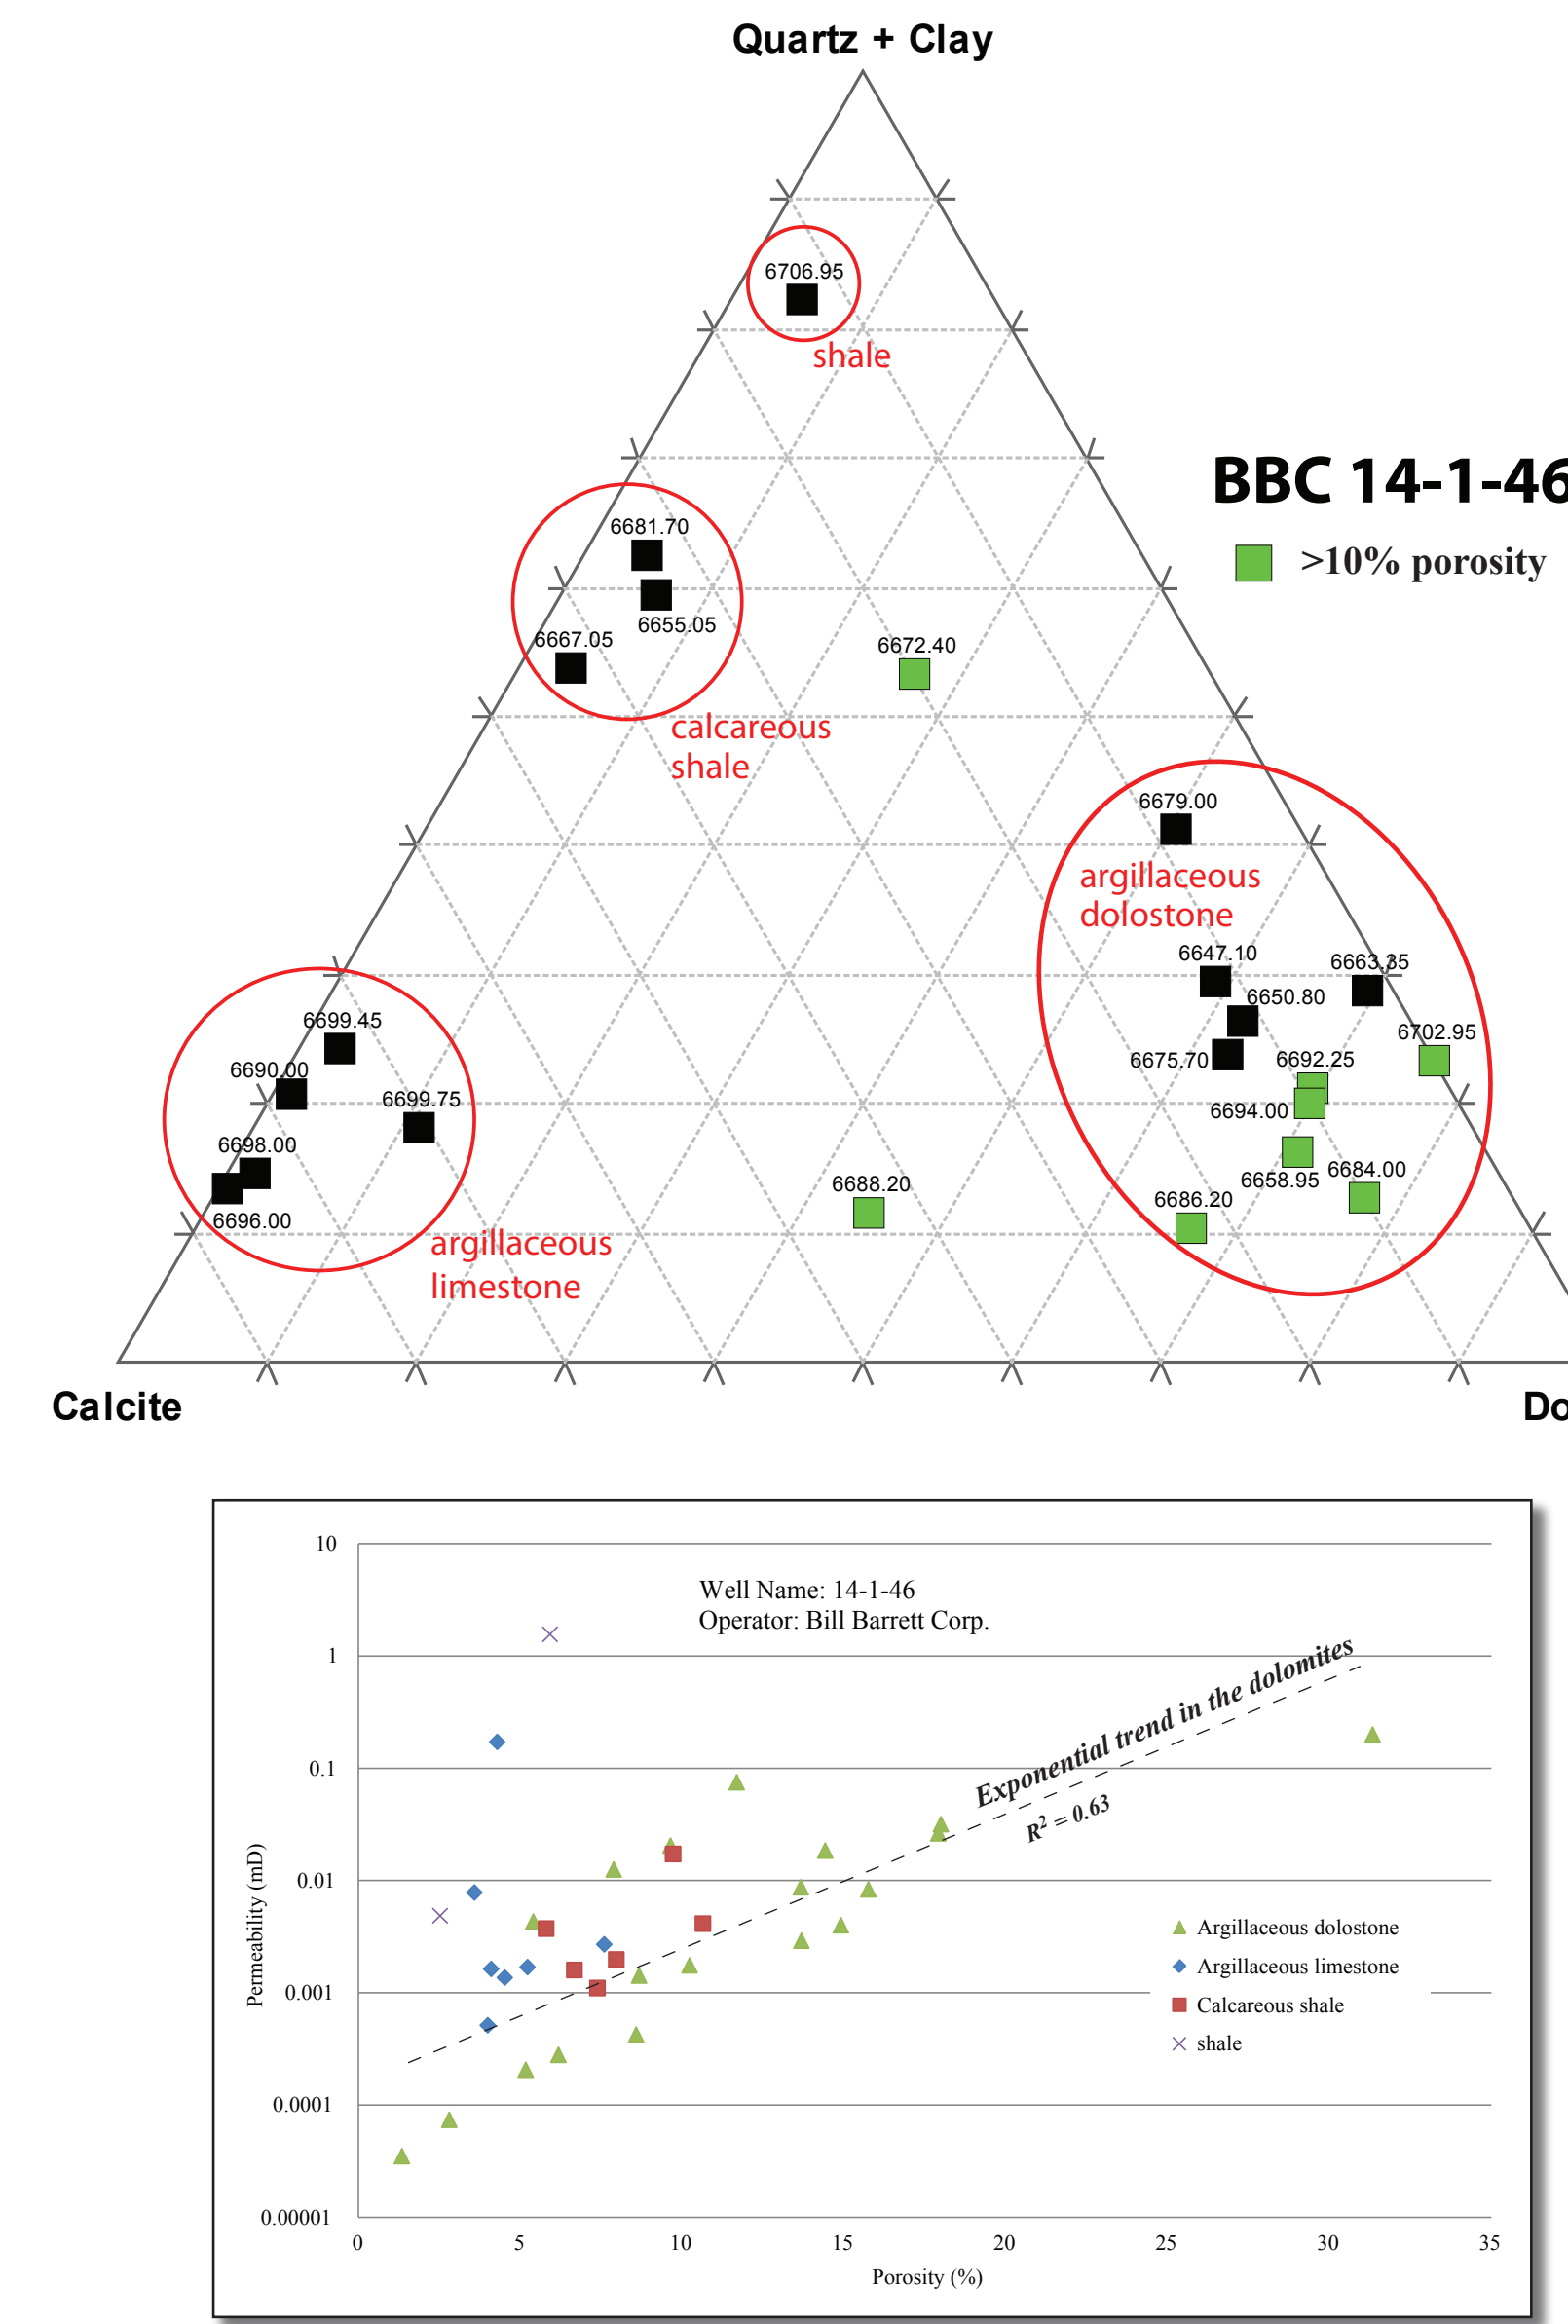 Quartz + Clay
6706.95
shale
BBC 14-1-46
>10% porosity
6681.70
6655.05
6667.05
6672.40
calcareous
shale
6679.00
argillaceous
dolostone
6647.10
6663.35
6650.80
6702.95
6675.70
6692.25
6694.00
6658.95
6684.00
6686.20
6688.20
6699.45
6690.00
6699.75
6698.00
6696.00
argillaceous
limestone
Calcite
Do
Well Name: 14-1-46
Operator: Bill Barrett Corp.
Exponential trend in the dolomites
R² = 0.63
Permeability (mD)
10
1
0.1
0.01
0.001
0.0001
0.00001
Argillaceous dolostone
Argillaceous limestone
Calcareous shale
shale
0 5 10 15 20 25 30 35
Porosity (%)